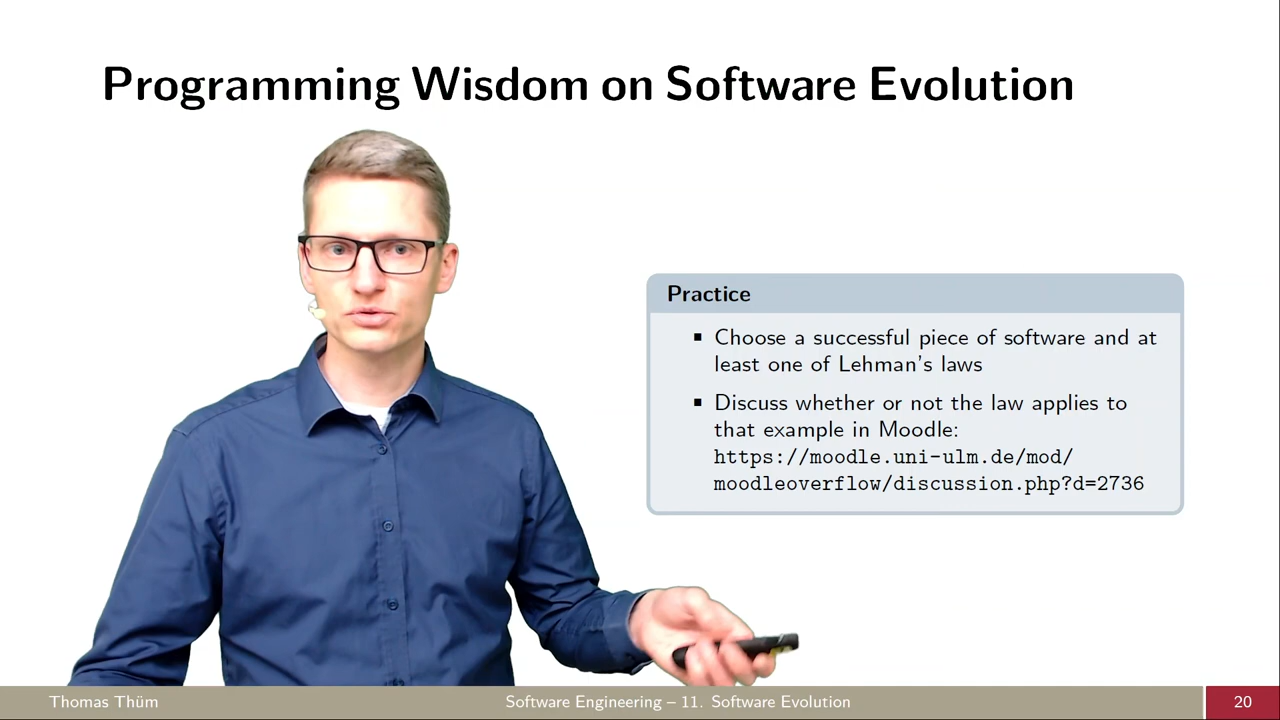 Programming Wisdom on Software Evolution
Practice
▪ Choose a successful piece of software and at
least one of Lehman's laws
▪ Discuss whether or not the law applies to
that example in Moodle:
https://moodle.uni-ulm.de/mod/
moodleoverflow/discussion.php?d=2736
Thomas Thüm
Software Engineering – 11. Software Evolution
20